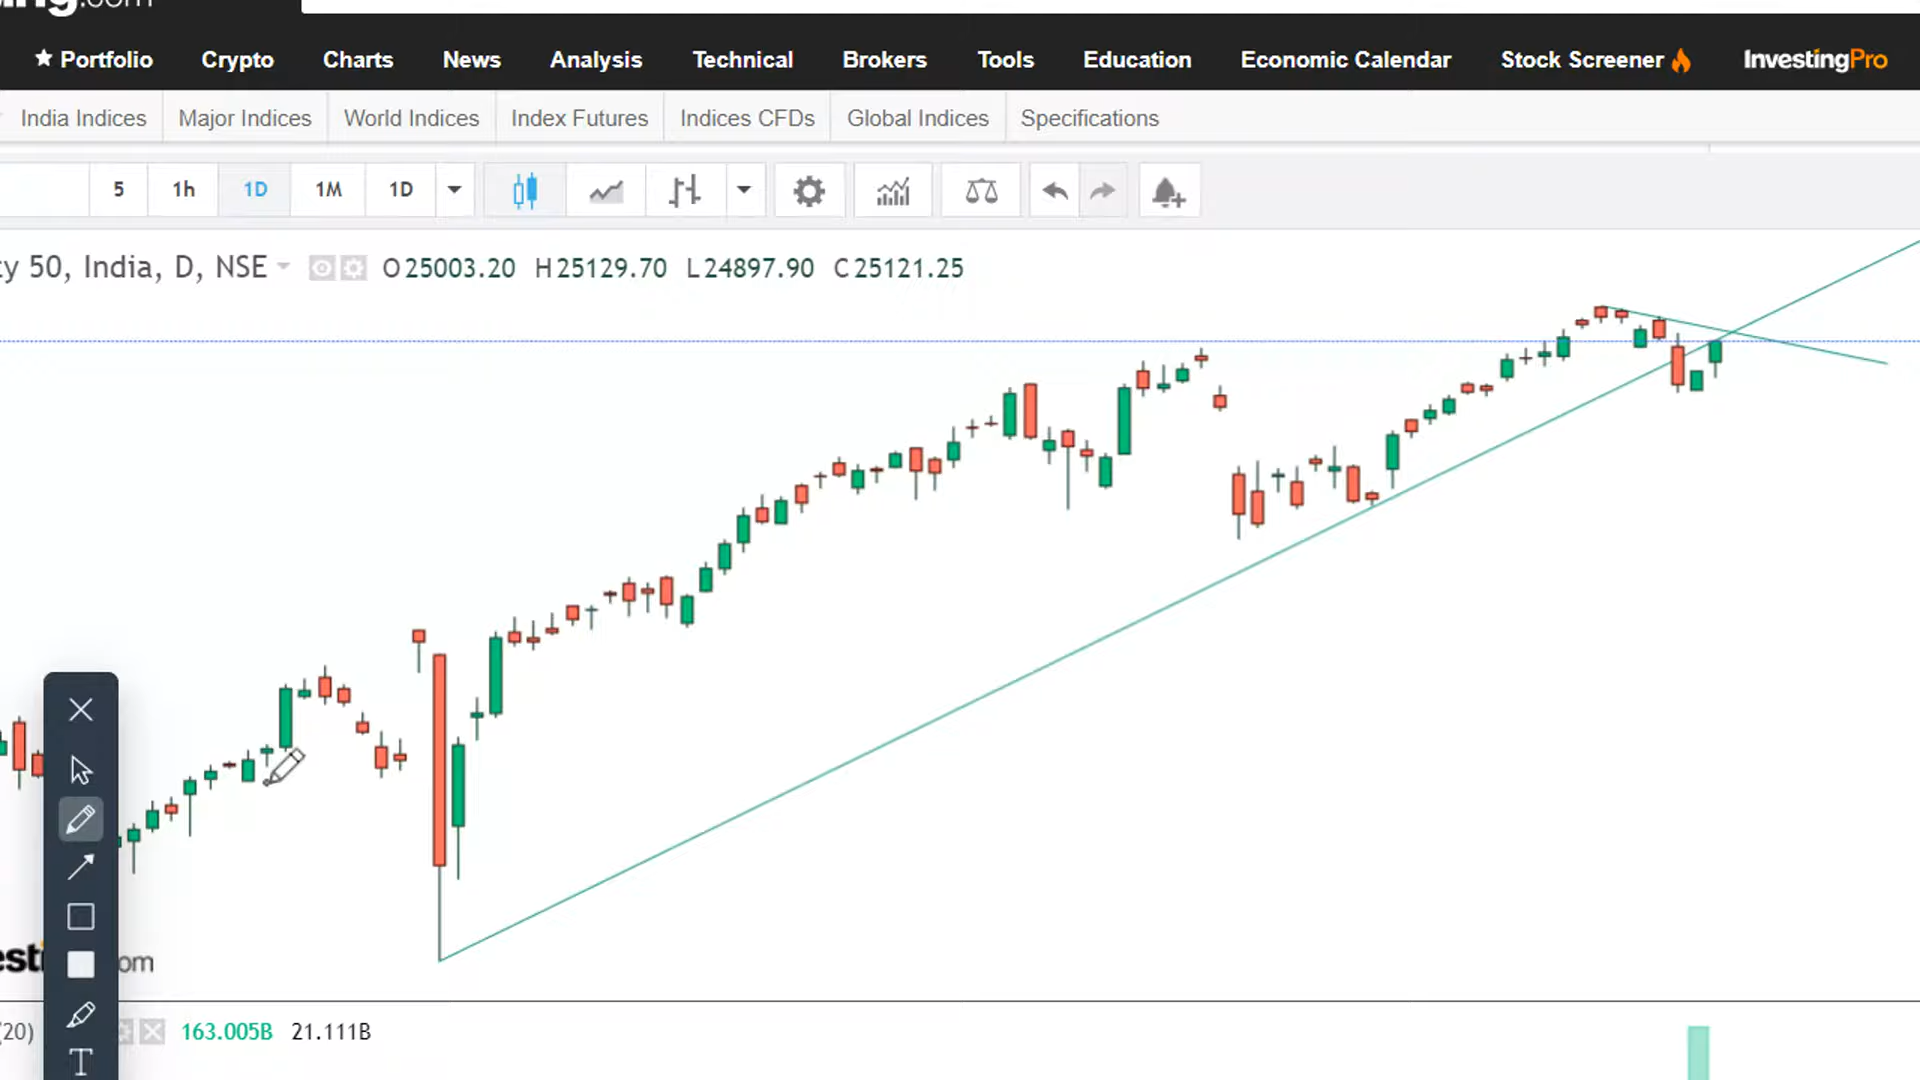 .com
Portfolio Crypto Charts News Analysis Technical Brokers Tools Education Economic Calendar Stock Screener InvestingPro
India Indices Major Indices World Indices Index Futures Indices CFDs Global Indices Specifications
5 1h 1D 1M 1D
y 50, India, D, NSE O25003.20 H25129.70 L24897.90 C25121.25
esti om
20) 163.005B 21.111B
T